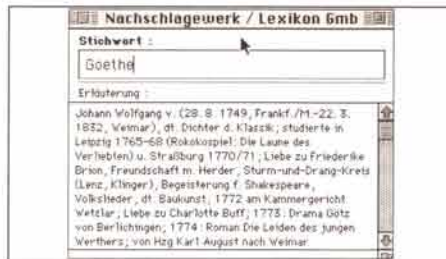 Nachschlagewerk / Lexikon Gmb
Stichwort :
Goethe
Erläuterung :
Johann Wolfgang v. (28. 8. 1749, Frankf./M.-22. 3.
1832, Weimar), dt. Dichter d. Klassik; studierte in
Leipzig 1765-68 (Rokokospiel: Die Laune des
Verliebten) u. Straßburg 1770/71; Liebe zu Friederike
Brion, Freundschaft m. Herder, Sturm-und-Drang-Kreis
(Lenz, Klinger), Begeisterung f. Shakespeare,
Volkslieder, dt. Baukunst; 1772 am Kammergericht
Wetzlar; Liebe zu Charlotte Buff; 1773: Drama Götz
von Berlichingen; 1774: Roman Die Leiden des jungen
Werthers; von Hzg Karl August nach Weimar